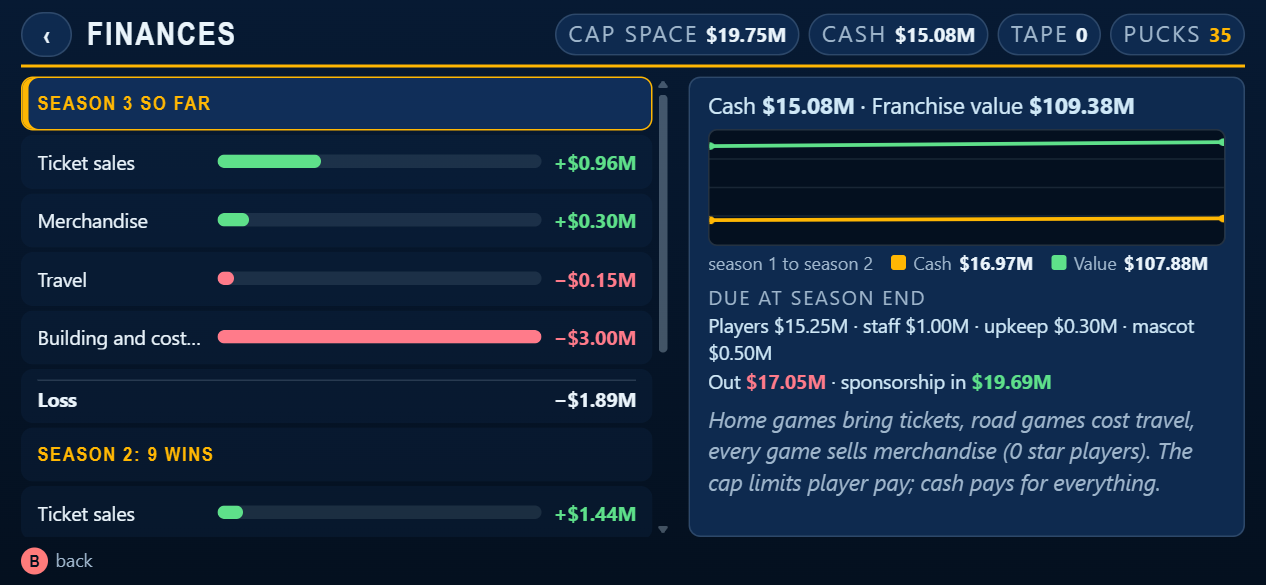 ‹ FINANCES
CAP SPACE $19.75M CASH $15.08M TAPE 0 PUCKS 35
SEASON 3 SO FAR
Ticket sales +$0.96M
Merchandise +$0.30M
Travel −$0.15M
Building and cost... −$3.00M
Loss −$1.89M
SEASON 2: 9 WINS
Ticket sales +$1.44M
B back
Cash $15.08M · Franchise value $109.38M
season 1 to season 2 Cash $16.97M Value $107.88M
DUE AT SEASON END
Players $15.25M · staff $1.00M · upkeep $0.30M · mascot
$0.50M
Out $17.05M · sponsorship in $19.69M
Home games bring tickets, road games cost travel,
every game sells merchandise (0 star players). The
cap limits player pay; cash pays for everything.